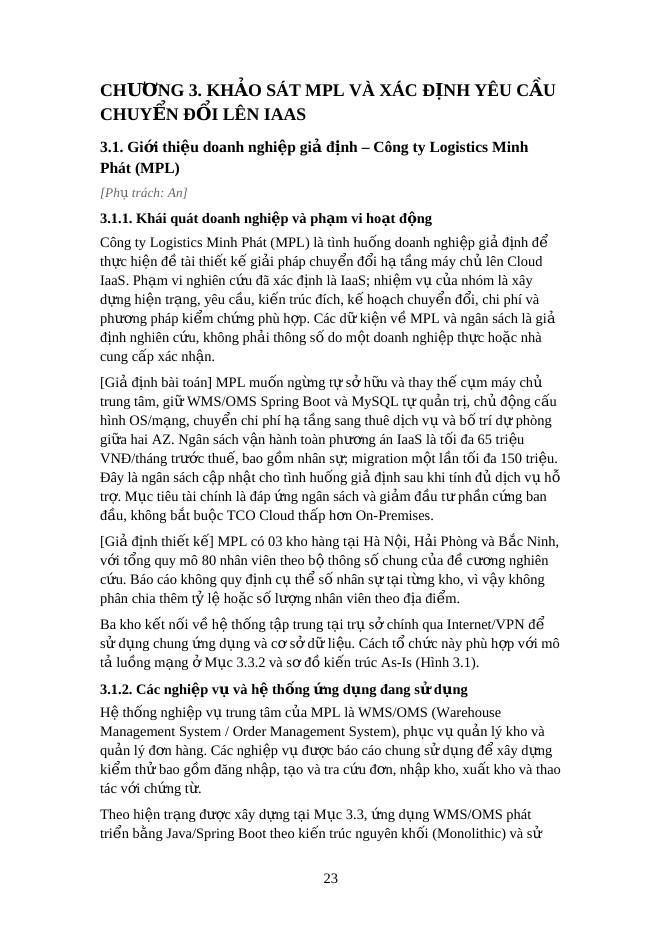 CHƯƠNG 3. KHẢO SÁT MPL VÀ XÁC ĐỊNH YÊU CẦU
CHUYỂN ĐỔI LÊN IAAS
3.1. Giới thiệu doanh nghiệp giả định – Công ty Logistics Minh
Phát (MPL)
[Phụ trách: An]
3.1.1. Khái quát doanh nghiệp và phạm vi hoạt động
Công ty Logistics Minh Phát (MPL) là tình huống doanh nghiệp giả định để
thực hiện đề tài thiết kế giải pháp chuyển đổi hạ tầng máy chủ lên Cloud
IaaS. Phạm vi nghiên cứu đã xác định là IaaS; nhiệm vụ của nhóm là xây
dựng hiện trạng, yêu cầu, kiến trúc đích, kế hoạch chuyển đổi, chi phí và
phương pháp kiểm chứng phù hợp. Các dữ kiện về MPL và ngân sách là giả
định nghiên cứu, không phải thông số do một doanh nghiệp thực hoặc nhà
cung cấp xác nhận.
[Giả định bài toán] MPL muốn ngừng tự sở hữu và thay thế cụm máy chủ
trung tâm, giữ WMS/OMS Spring Boot và MySQL tự quản trị, chủ động cấu
hình OS/mạng, chuyển chi phí hạ tầng sang thuê dịch vụ và bố trí dự phòng
giữa hai AZ. Ngân sách vận hành toàn phương án IaaS là tối đa 65 triệu
VNĐ/tháng trước thuế, bao gồm nhân sự; migration một lần tối đa 150 triệu.
Đây là ngân sách cập nhật cho tình huống giả định sau khi tính đủ dịch vụ hỗ
trợ. Mục tiêu tài chính là đáp ứng ngân sách và giảm đầu tư phần cứng ban
đầu, không bắt buộc TCO Cloud thấp hơn On-Premises.
[Giả định thiết kế] MPL có 03 kho hàng tại Hà Nội, Hải Phòng và Bắc Ninh,
với tổng quy mô 80 nhân viên theo bộ thông số chung của đề cương nghiên
cứu. Báo cáo không quy định cụ thể số nhân sự tại từng kho, vì vậy không
phân chia thêm tỷ lệ hoặc số lượng nhân viên theo địa điểm.
Ba kho kết nối về hệ thống tập trung tại trụ sở chính qua Internet/VPN để
sử dụng chung ứng dụng và cơ sở dữ liệu. Cách tổ chức này phù hợp với mô
tả luồng mạng ở Mục 3.3.2 và sơ đồ kiến trúc As-Is (Hình 3.1).
3.1.2. Các nghiệp vụ và hệ thống ứng dụng đang sử dụng
Hệ thống nghiệp vụ trung tâm của MPL là WMS/OMS (Warehouse
Management System / Order Management System), phục vụ quản lý kho và
quản lý đơn hàng. Các nghiệp vụ được báo cáo chung sử dụng để xây dựng
kiểm thử bao gồm đăng nhập, tạo và tra cứu đơn, nhập kho, xuất kho và thao
tác với chứng từ.
Theo hiện trạng được xây dựng tại Mục 3.3, ứng dụng WMS/OMS phát
triển bằng Java/Spring Boot theo kiến trúc nguyên khối (Monolithic) và sử
23